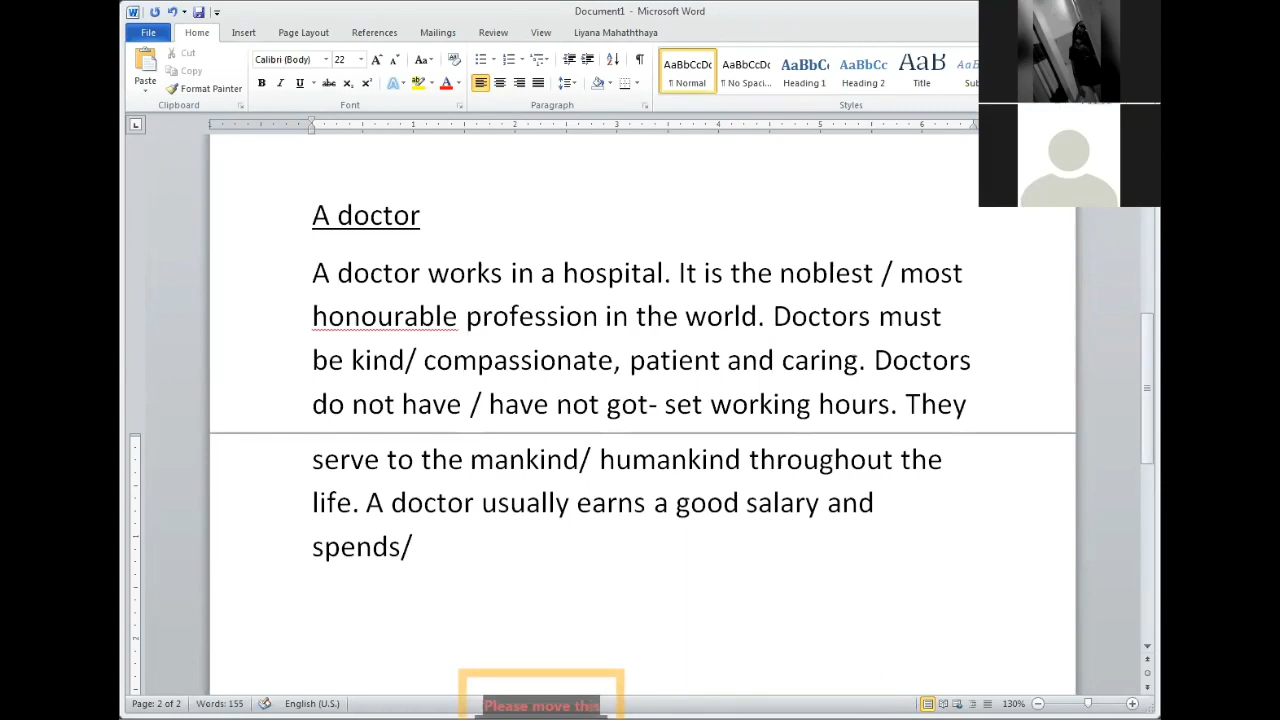 Document1 - Microsoft Word
File Home Insert Page Layout References Mailings Review View Liyana Mahaththaya
Cut
Copy
Format Painter
Paste
Calibri (Body) 22
Clipboard Font Paragraph Styles
AaBbCcDc AaBbCcDc AaBbCc AaBbCc AaB
¶ Normal ¶ No Spaci... Heading 1 Heading 2 Title
A doctor
A doctor works in a hospital. It is the noblest / most
honourable profession in the world. Doctors must
be kind/ compassionate, patient and caring. Doctors
do not have / have not got- set working hours. They
serve to the mankind/ humankind throughout the
life. A doctor usually earns a good salary and
spends/
Please move this
Page: 2 of 2 Words: 155 English (U.S.) 130%